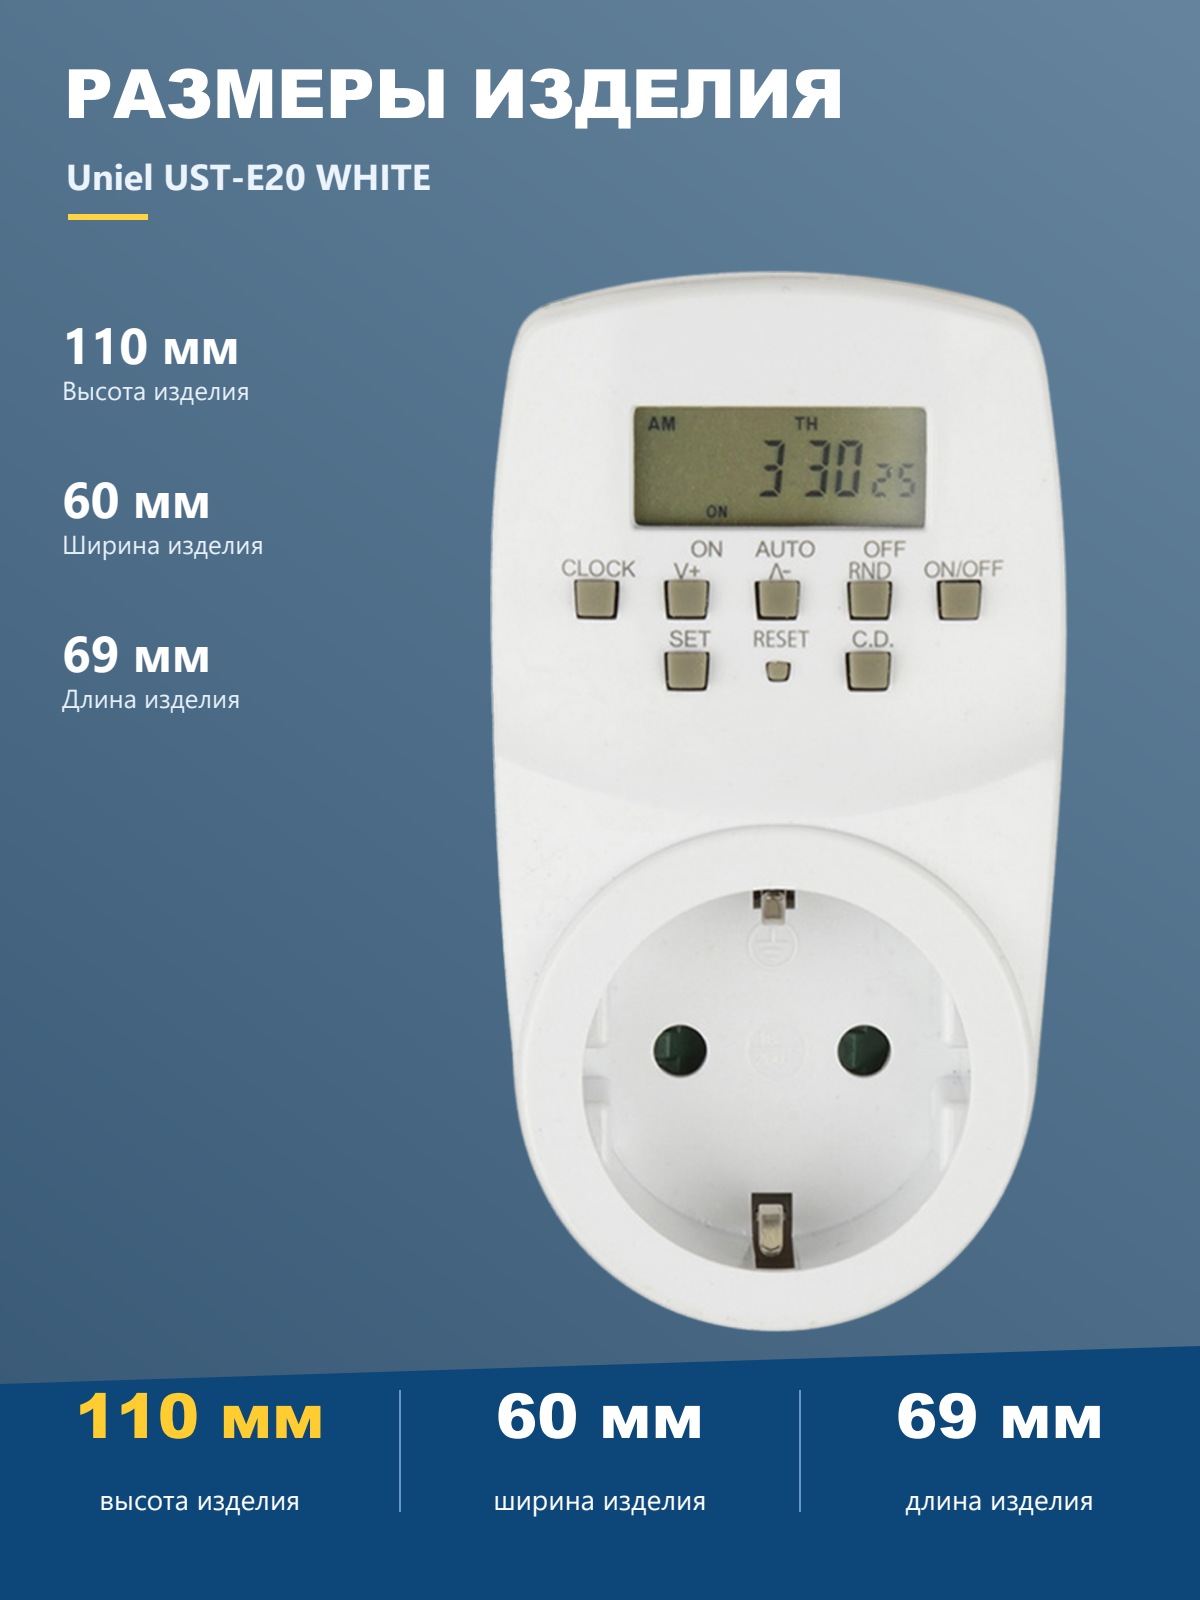 РАЗМЕРЫ ИЗДЕЛИЯ
Uniel UST-E20 WHITE
110 мм
Высота изделия
60 мм
Ширина изделия
69 мм
Длина изделия
AM TH
3 30 25
ON
ON AUTO OFF
CLOCK V+ Λ- RND ON/OFF
SET RESET C.D.
110 мм 60 мм 69 мм
высота изделия ширина изделия длина изделия